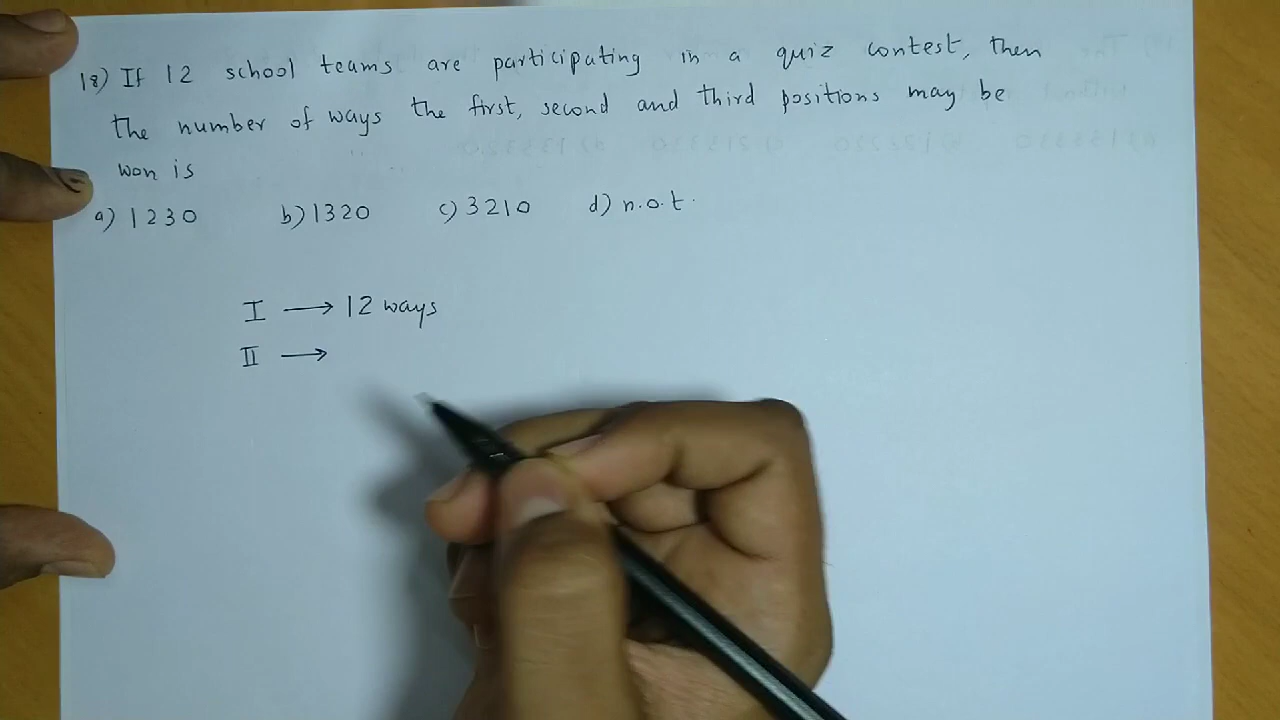 18) If 12 school teams are participating in a quiz contest, then
the number of ways the first, second and third positions may be
won is
a) 1230 b) 1320 c) 3210 d) n.o.t.
I → 12 ways
II →